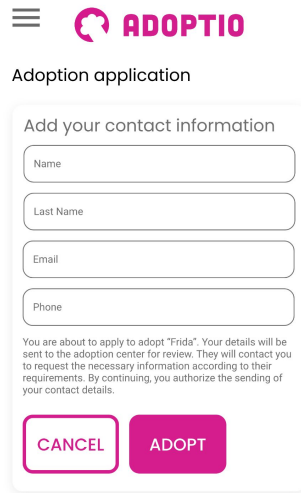 ADOPTIO
Adoption application
Add your contact information
Name
Last Name
Email
Phone
You are about to apply to adopt "Frida". Your details will be
sent to the adoption center for review. They will contact you
to request the necessary information according to their
requirements. By continuing, you authorize the sending of
your contact details.
CANCEL ADOPT